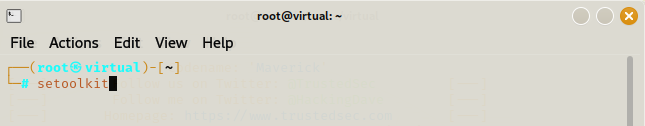 root@virtual: ~
File Actions Edit View Help
┌──(root㉿virtual)-[~]
└─# setoolkit